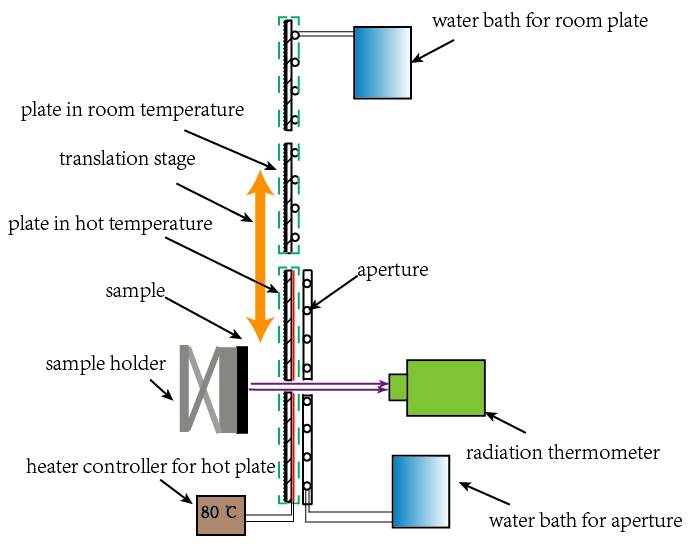 water bath for room plate
plate in room temperature
translation stage
plate in hot temperature
aperture
sample
sample holder
radiation thermometer
heater controller for hot plate
80 ℃
water bath for aperture